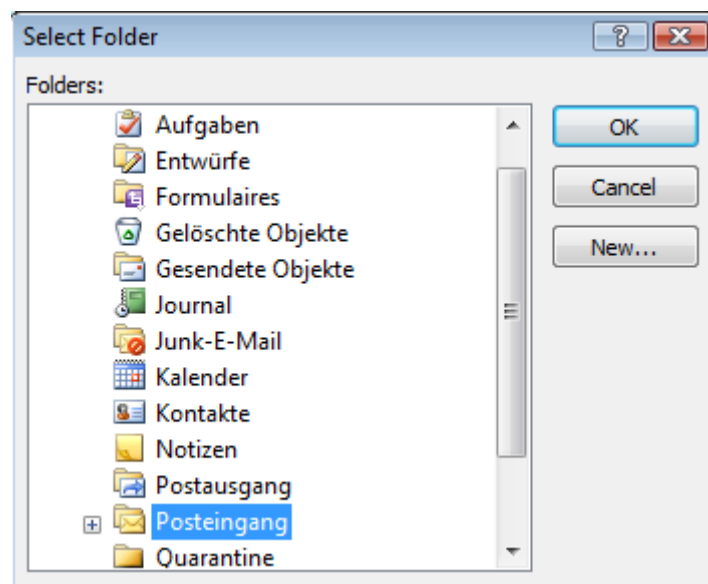 Select Folder
Folders:
Aufgaben
Entwürfe
Formulaires
Gelöschte Objekte
Gesendete Objekte
Journal
Junk-E-Mail
Kalender
Kontakte
Notizen
Postausgang
Posteingang
Quarantine
OK
Cancel
New...